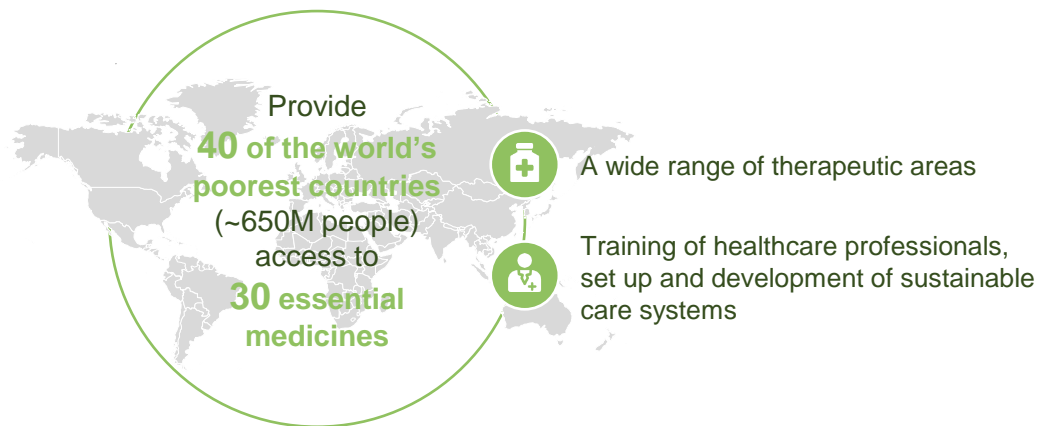 Provide
40 of the world’s
poorest countries
(~650M people)
access to
30 essential
medicines
A wide range of therapeutic areas
Training of healthcare professionals,
set up and development of sustainable
care systems